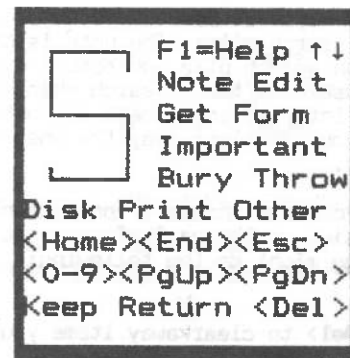 F1=Help ↑↓
Note Edit
Get Form
Important
Bury Throw
Disk Print Other
<Home><End><Esc>
<0-9><PgUp><PgDn>
Keep Return <Del>